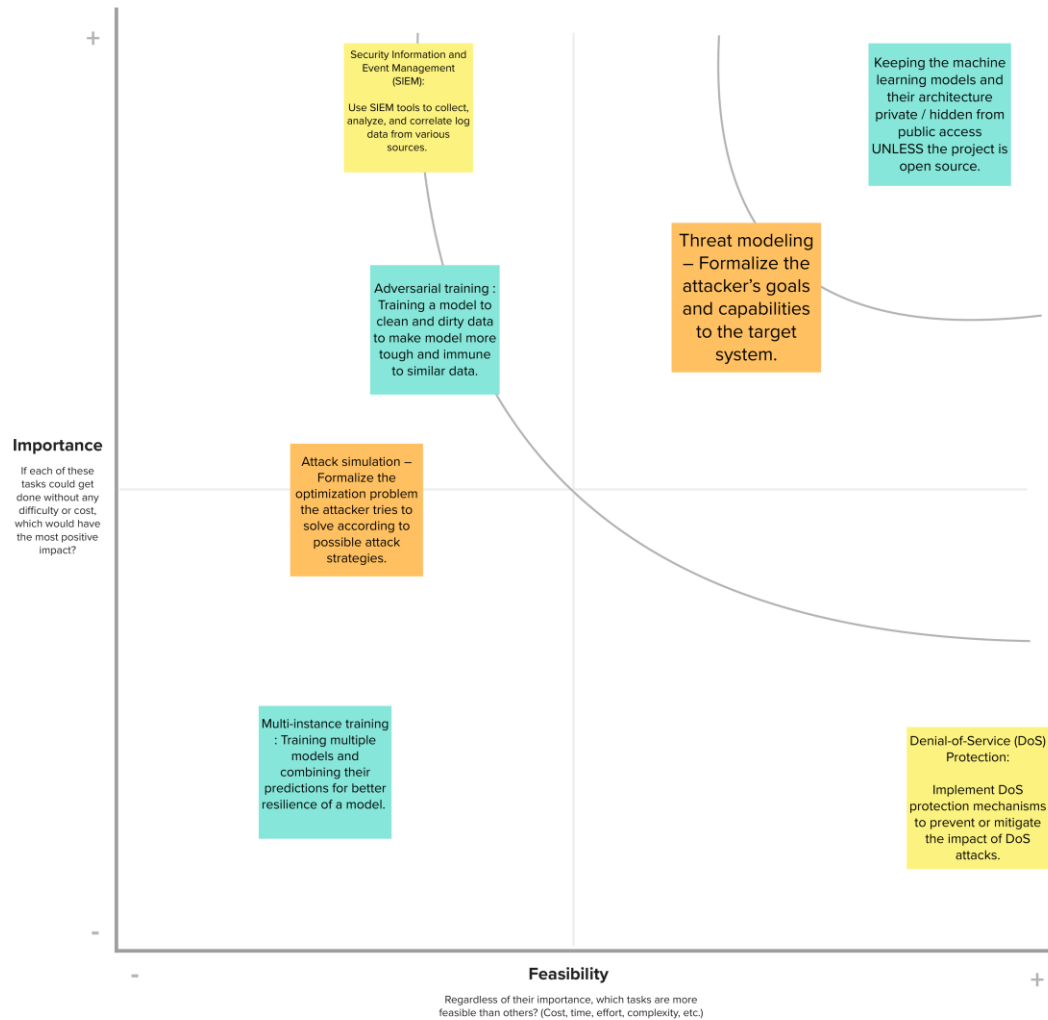 +
Security Information and
Event Management
(SIEM):
Use SIEM tools to collect,
analyze, and correlate log
data from various
sources.
Keeping the machine
learning models and
their architecture
private / hidden from
public access
UNLESS the project is
open source.
Threat modeling
– Formalize the
attacker’s goals
and capabilities
to the target
system.
Adversarial training :
Training a model to
clean and dirty data
to make model more
tough and immune
to similar data.
Importance
If each of these
tasks could get
done without any
difficulty or cost,
which would have
the most positive
impact?
Attack simulation –
Formalize the
optimization problem
the attacker tries to
solve according to
possible attack
strategies.
Multi-instance training
: Training multiple
models and
combining their
predictions for better
resilience of a model.
Denial-of-Service (DoS)
Protection:
Implement DoS
protection mechanisms
to prevent or mitigate
the impact of DoS
attacks.
-
-
Feasibility
+
Regardless of their importance, which tasks are more
feasible than others? (Cost, time, effort, complexity, etc.)